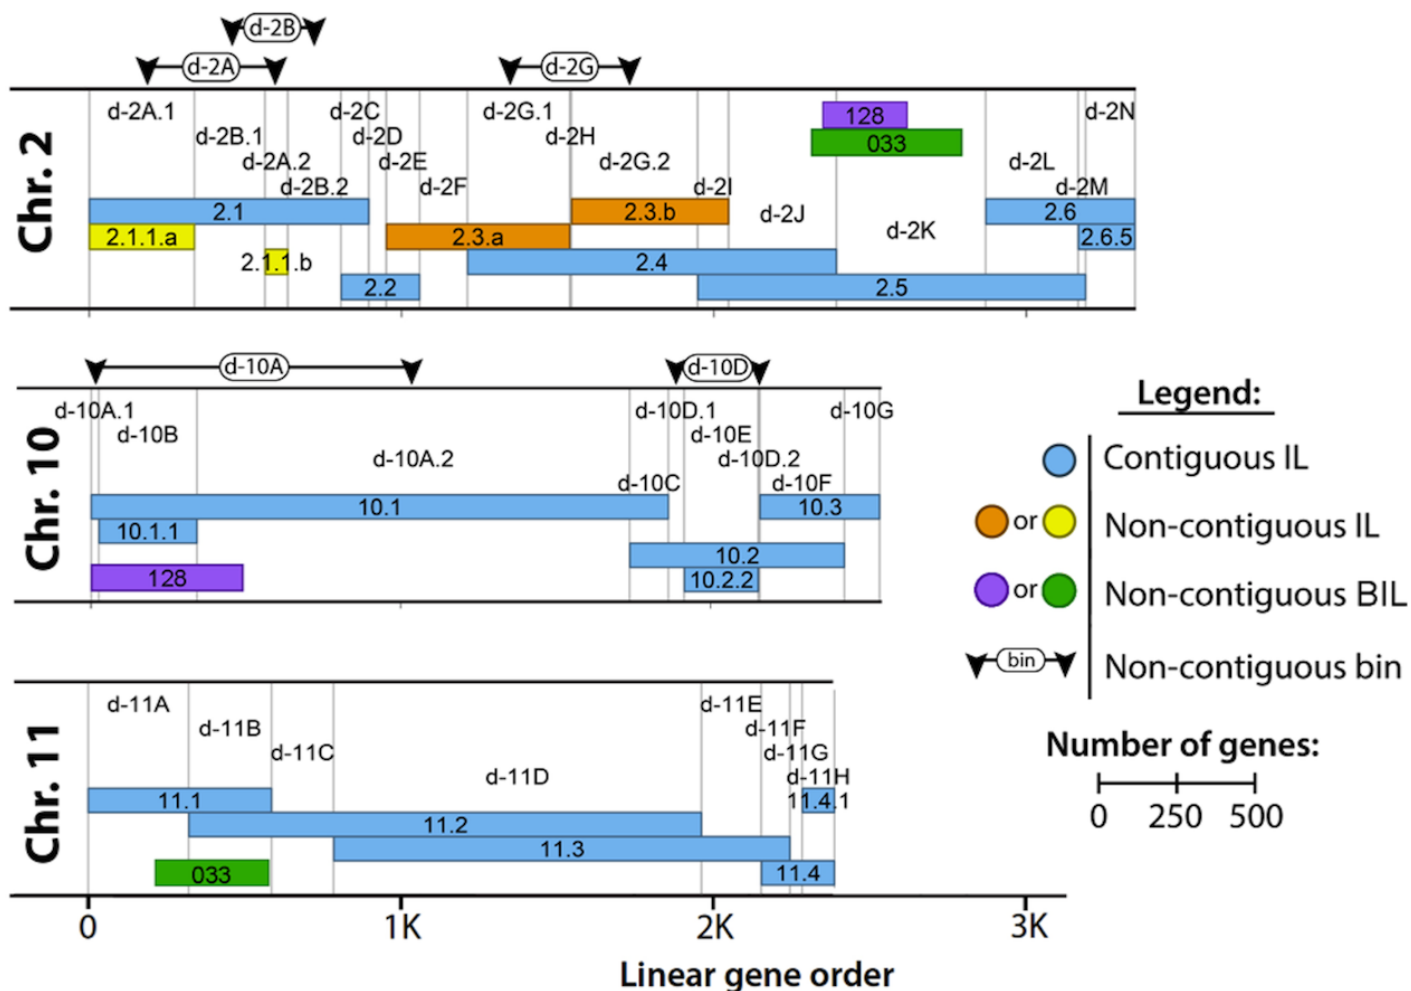 d-2B
d-2A
d-2G
Chr. 2
d-2A.1
d-2C
d-2G.1
128
d-2N
d-2B.1
d-2D
d-2H
033
d-2A.2
d-2E
d-2G.2
d-2L
d-2B.2
d-2F
d-2I
d-2M
2.1
2.3.b
d-2J
2.6
2.1.1.a
2.3.a
d-2K
2.6.5
2.1.1.b
2.4
2.2
2.5
d-10A
d-10D
Chr. 10
d-10A.1
d-10D.1
d-10G
d-10B
d-10E
d-10A.2
d-10D.2
d-10C
d-10F
10.1
10.3
10.1.1
10.2
128
10.2.2
Chr. 11
d-11A
d-11E
d-11B
d-11F
d-11C
d-11G
d-11D
d-11H
11.1
11.4.1
11.2
11.3
033
11.4
0 1K 2K 3K
Linear gene order
Legend:
Contiguous IL
or Non-contiguous IL
or Non-contiguous BIL
bin Non-contiguous bin
Number of genes:
0 250 500